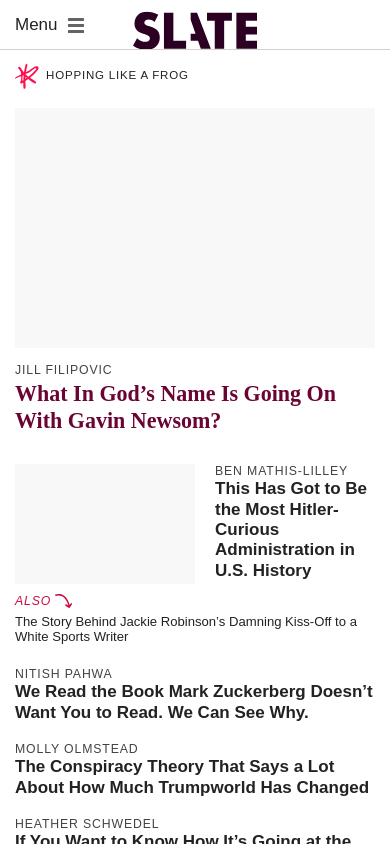 Menu
SLATE
HOPPING LIKE A FROG
JILL FILIPOVIC
What In God’s Name Is Going On
With Gavin Newsom?
BEN MATHIS-LILLEY
This Has Got to Be
the Most Hitler-
Curious
Administration in
U.S. History
ALSO
The Story Behind Jackie Robinson’s Damning Kiss-Off to a
White Sports Writer
NITISH PAHWA
We Read the Book Mark Zuckerberg Doesn’t
Want You to Read. We Can See Why.
MOLLY OLMSTEAD
The Conspiracy Theory That Says a Lot
About How Much Trumpworld Has Changed
HEATHER SCHWEDEL
If You Want to Know How It’s Going at the